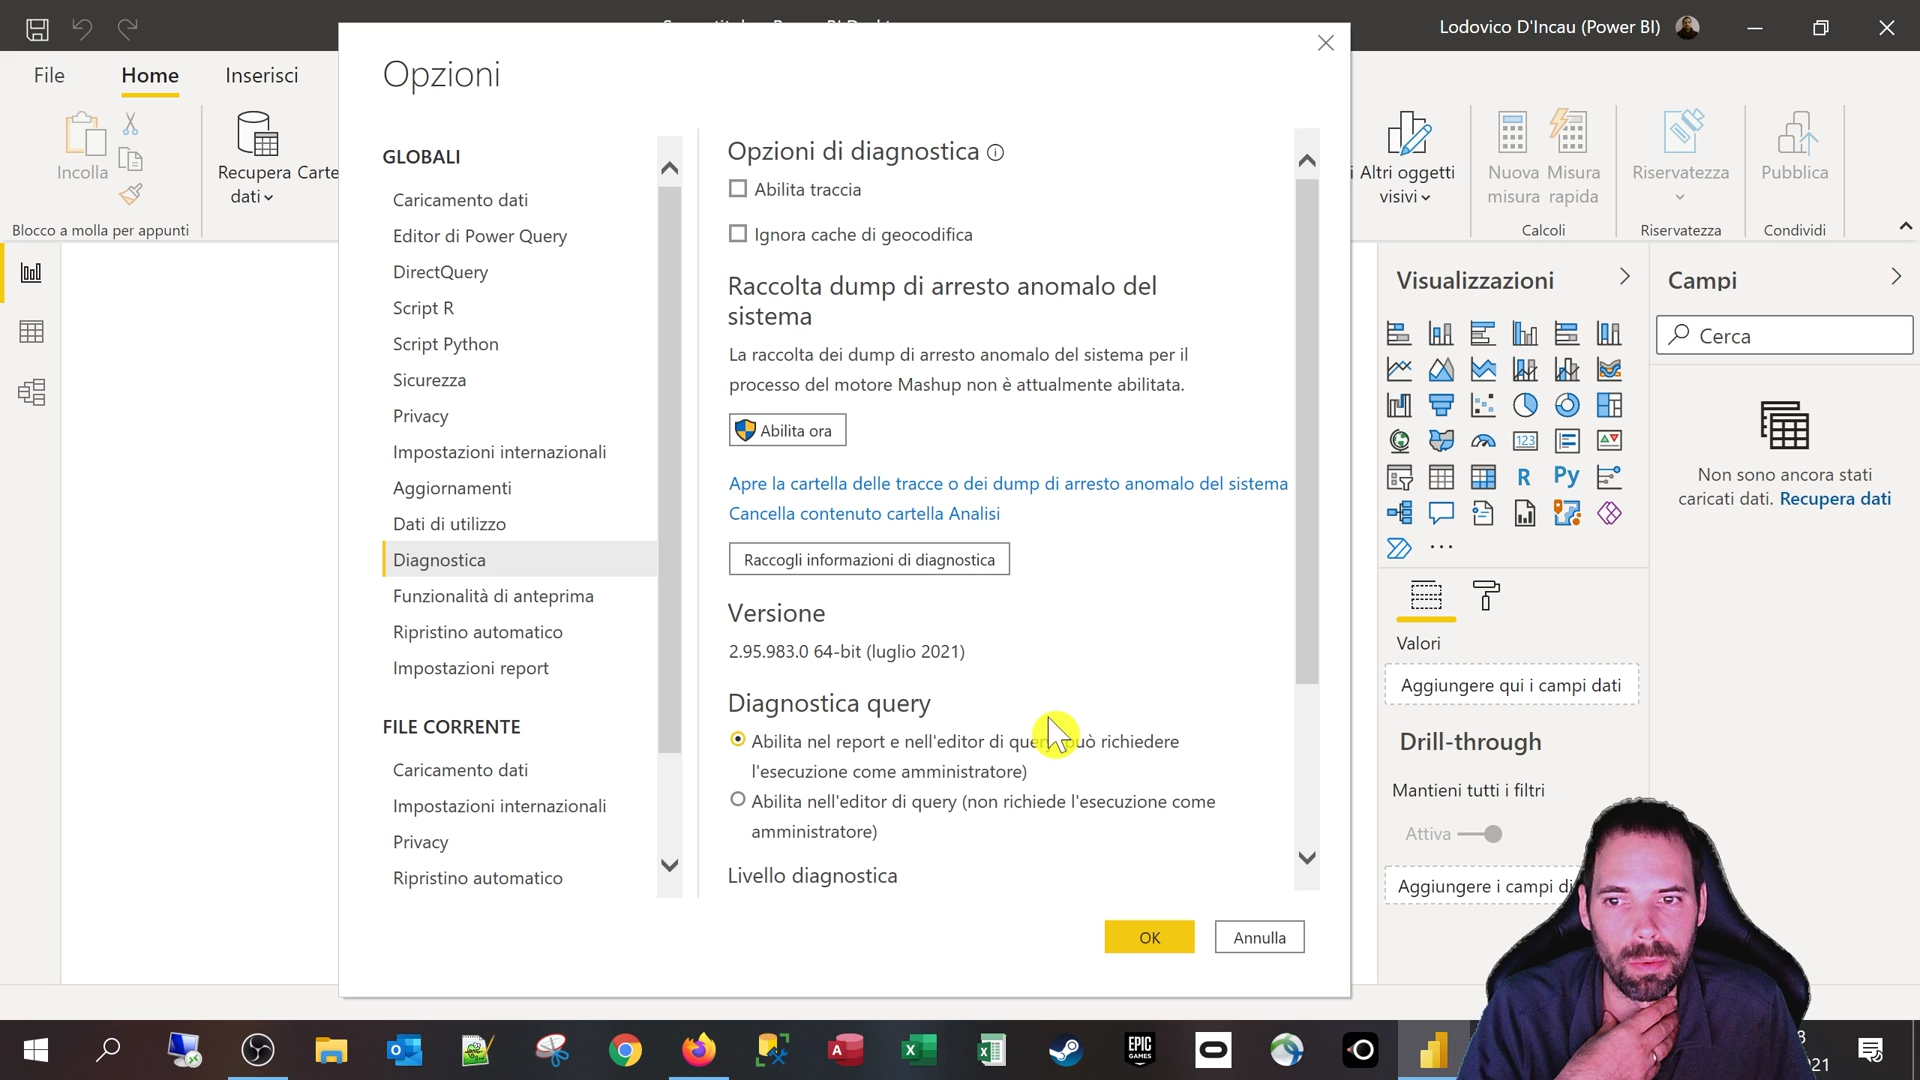 Lodovico D'Incau (Power BI)
File
Home
Inserisci
Incolla
Recupera
dati
Carte
Blocco a molla per appunti
Altri oggetti
visivi
Nuova
misura
Misura
rapida
Calcoli
Riservatezza
Riservatezza
Pubblica
Condividi
Opzioni
GLOBALI
Caricamento dati
Editor di Power Query
DirectQuery
Script R
Script Python
Sicurezza
Privacy
Impostazioni internazionali
Aggiornamenti
Dati di utilizzo
Diagnostica
Funzionalità di anteprima
Ripristino automatico
Impostazioni report
FILE CORRENTE
Caricamento dati
Impostazioni internazionali
Privacy
Ripristino automatico
Opzioni di diagnostica
Abilita traccia
Ignora cache di geocodifica
Raccolta dump di arresto anomalo del
sistema
La raccolta dei dump di arresto anomalo del sistema per il
processo del motore Mashup non è attualmente abilitata.
Abilita ora
Apre la cartella delle tracce o dei dump di arresto anomalo del sistema
Cancella contenuto cartella Analisi
Raccogli informazioni di diagnostica
Versione
2.95.983.0 64-bit (luglio 2021)
Diagnostica query
Abilita nel report e nell'editor di query può richiedere
l'esecuzione come amministratore)
Abilita nell'editor di query (non richiede l'esecuzione come
amministratore)
Livello diagnostica
OK
Annulla
Visualizzazioni
123
R
Py
Valori
Aggiungere qui i campi dati
Drill-through
Mantieni tutti i filtri
Attiva
Aggiungere i campi di
Campi
Cerca
Non sono ancora stati
caricati dati. Recupera dati
EPIC
GAMES